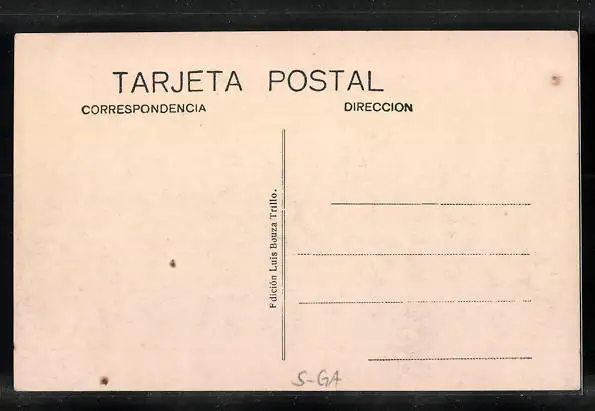 TARJETA POSTAL
CORRESPONDENCIA
DIRECCION
Edición Luis Bouza Trillo.
S-GA